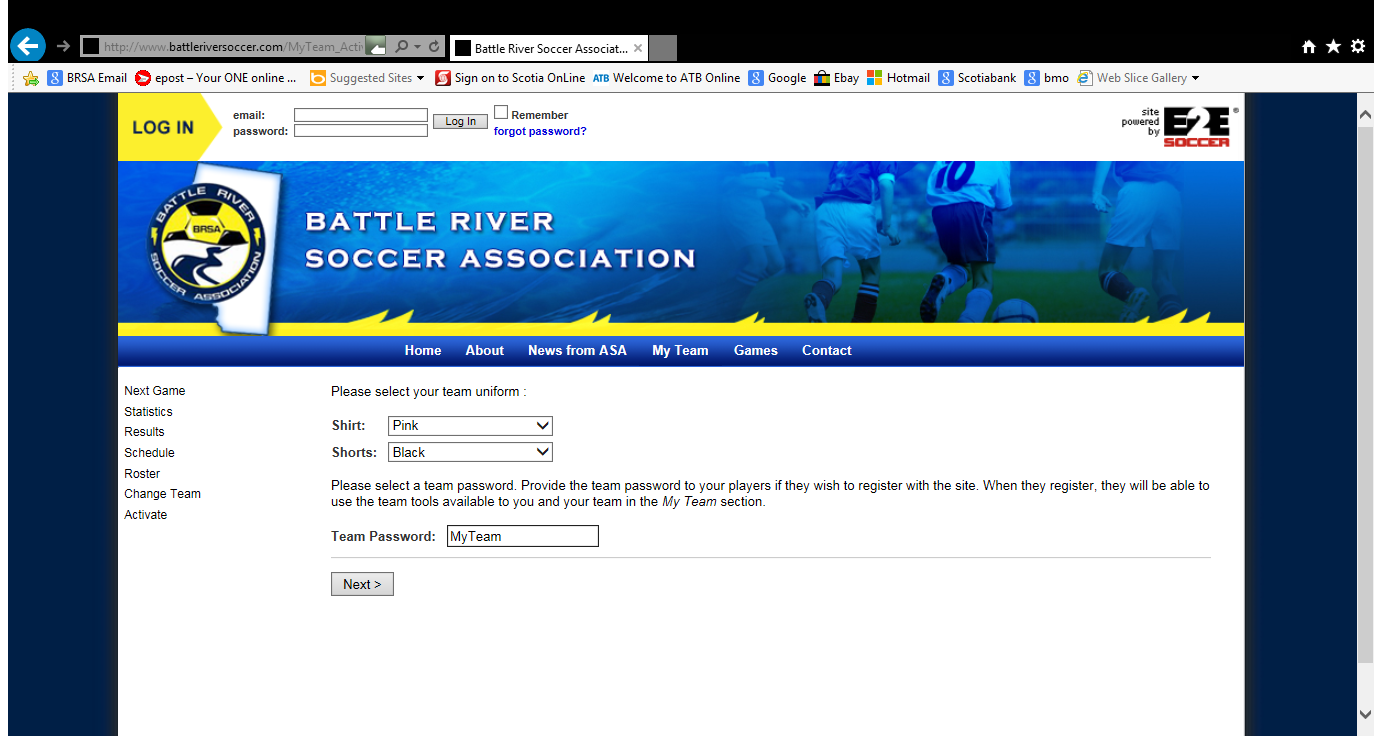 http://www.battleriversoccer.com/MyTeam_Acti
Battle River Soccer Associat... ×
BRSA Email epost – Your ONE online ... Suggested Sites Sign on to Scotia OnLine ATB Welcome to ATB Online Google Ebay Hotmail Scotiabank bmo Web Slice Gallery
LOG IN
email:
password:
Log In
Remember
forgot password?
site
powered
by
E2E
SOCCER
®
BATTLE RIVER
BRSA
SOCCER ASSOCIATION
BATTLE RIVER
SOCCER ASSOCIATION
10
Home About News from ASA My Team Games Contact
Next Game
Statistics
Results
Schedule
Roster
Change Team
Activate
Please select your team uniform :
Shirt: Pink
Shorts: Black
Please select a team password. Provide the team password to your players if they wish to register with the site. When they register, they will be able to
use the team tools available to you and your team in the My Team section.
Team Password: MyTeam
Next >